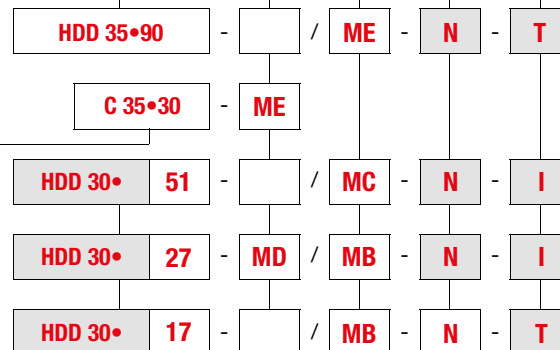 HDD 35•90 - / ME - N - T
C 35•30 - ME
HDD 30• 51 - / MC - N - I
HDD 30• 27 - MD / MB - N - I
HDD 30• 17 - / MB - N - T